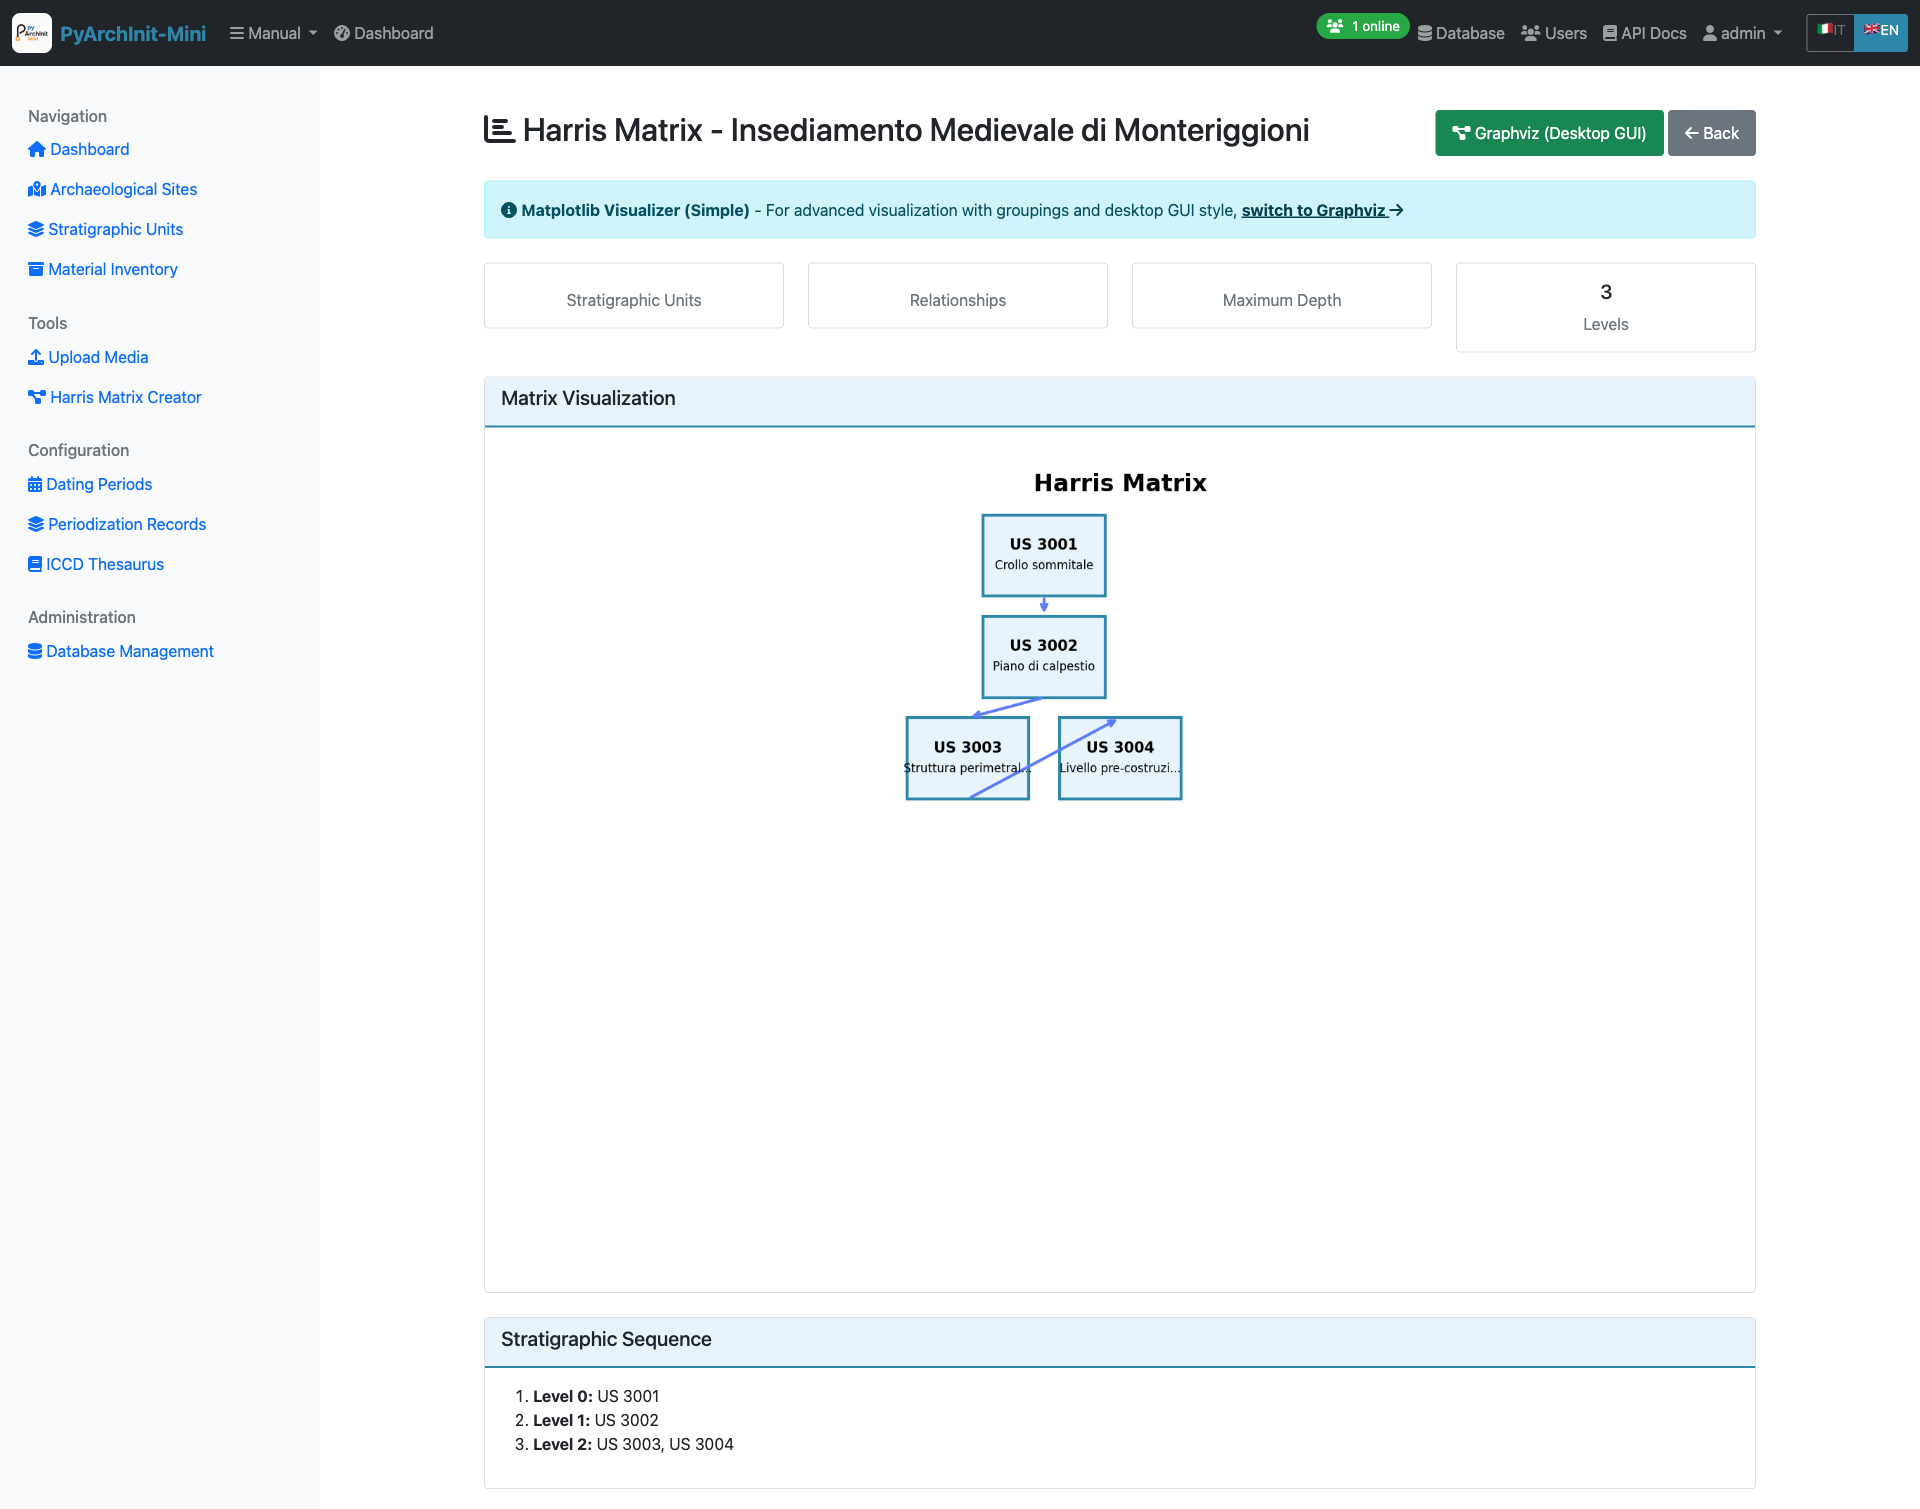 PyArchInit-Mini
Manual
Dashboard
1 online
Database
Users
API Docs
admin
IT
EN
Navigation
Dashboard
Archaeological Sites
Stratigraphic Units
Material Inventory
Tools
Upload Media
Harris Matrix Creator
Configuration
Dating Periods
Periodization Records
ICCD Thesaurus
Administration
Database Management
Harris Matrix - Insediamento Medievale di Monteriggioni
Graphviz (Desktop GUI)
Back
Matplotlib Visualizer (Simple) - For advanced visualization with groupings and desktop GUI style, switch to Graphviz
Stratigraphic Units
Relationships
Maximum Depth
3
Levels
Matrix Visualization
Harris Matrix
US 3001
Crollo sommitale
US 3002
Piano di calpestio
US 3003
Struttura perimetral...
US 3004
Livello pre-costruzi...
Stratigraphic Sequence
1. Level 0: US 3001
2. Level 1: US 3002
3. Level 2: US 3003, US 3004